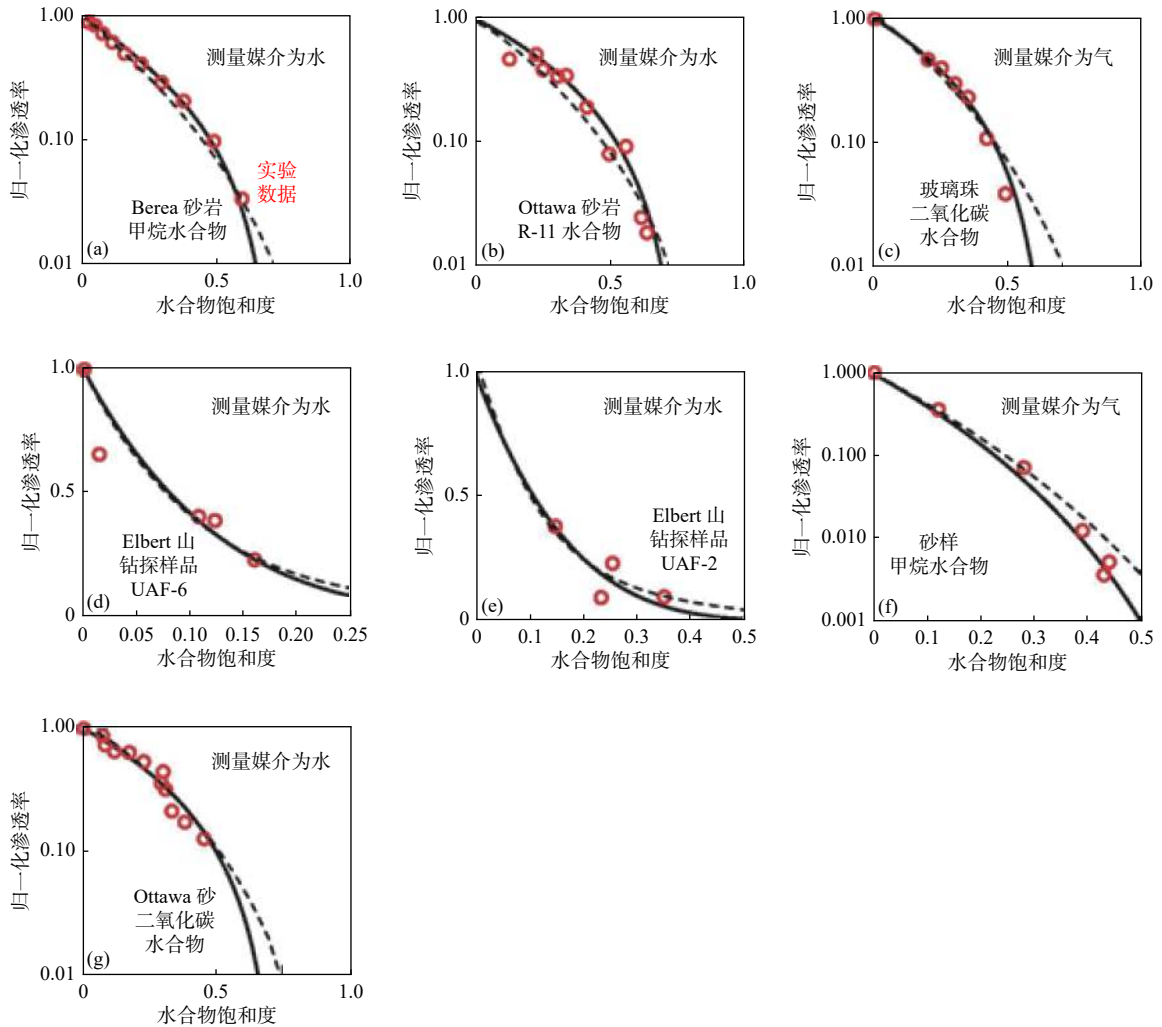 1.00
测量媒介为水
归一化渗透率
0.10
实验
数据
Berea 砂岩
甲烷水合物
(a)
0.01
0
0.5
1.0
水合物饱和度
1.00
测量媒介为水
归一化渗透率
0.10
Ottawa 砂岩
R-11 水合物
(b)
0.01
0
0.5
1.0
水合物饱和度
1.00
测量媒介为气
归一化渗透率
0.10
玻璃珠
二氧化碳
水合物
(c)
0.01
0
0.5
1.0
水合物饱和度
1.0
测量媒介为水
归一化渗透率
0.5
Elbert 山
钻探样品
UAF-6
(d)
0
0
0.05
0.10
0.15
0.20
0.25
水合物饱和度
1.0
测量媒介为水
归一化渗透率
0.5
Elbert 山
钻探样品
UAF-2
(e)
0
0
0.1
0.2
0.3
0.4
0.5
水合物饱和度
1.000
测量媒介为气
归一化渗透率
0.100
0.010
砂样
甲烷水合物
(f)
0.001
0
0.1
0.2
0.3
0.4
0.5
水合物饱和度
1.00
测量媒介为水
归一化渗透率
0.10
Ottawa 砂
二氧化碳
水合物
(g)
0.01
0
0.5
1.0
水合物饱和度